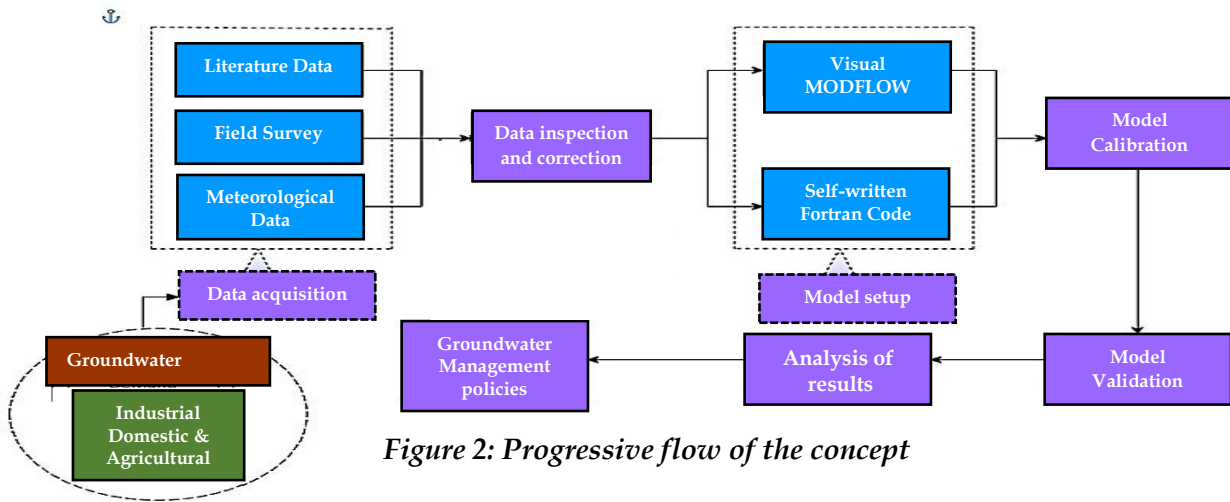 Literature Data
Field Survey
Meteorological
Data
Data acquisition
Groundwater
Industrial
Domestic &
Agricultural
Data inspection
and correction
Visual
MODFLOW
Self-written
Fortran Code
Model setup
Model
Calibration
Model
Validation
Analysis of
results
Groundwater
Management
policies
Figure 2: Progressive flow of the concept